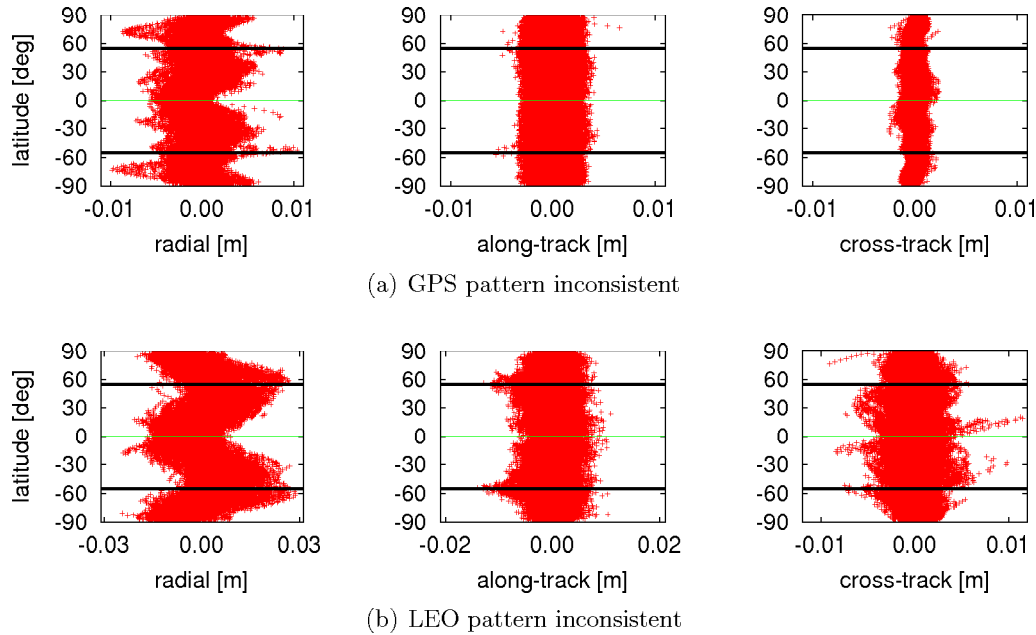 latitude [deg]
90
60
30
0
-30
-60
-90
-0.01 0.00 0.01
radial [m]
90
60
30
0
-30
-60
-90
-0.01 0.00 0.01
along-track [m]
90
60
30
0
-30
-60
-90
-0.01 0.00 0.01
cross-track [m]
(a) GPS pattern inconsistent
latitude [deg]
90
60
30
0
-30
-60
-90
-0.03 0.00 0.03
radial [m]
90
60
30
0
-30
-60
-90
-0.02 0.00 0.02
along-track [m]
90
60
30
0
-30
-60
-90
-0.01 0.00 0.01
cross-track [m]
(b) LEO pattern inconsistent